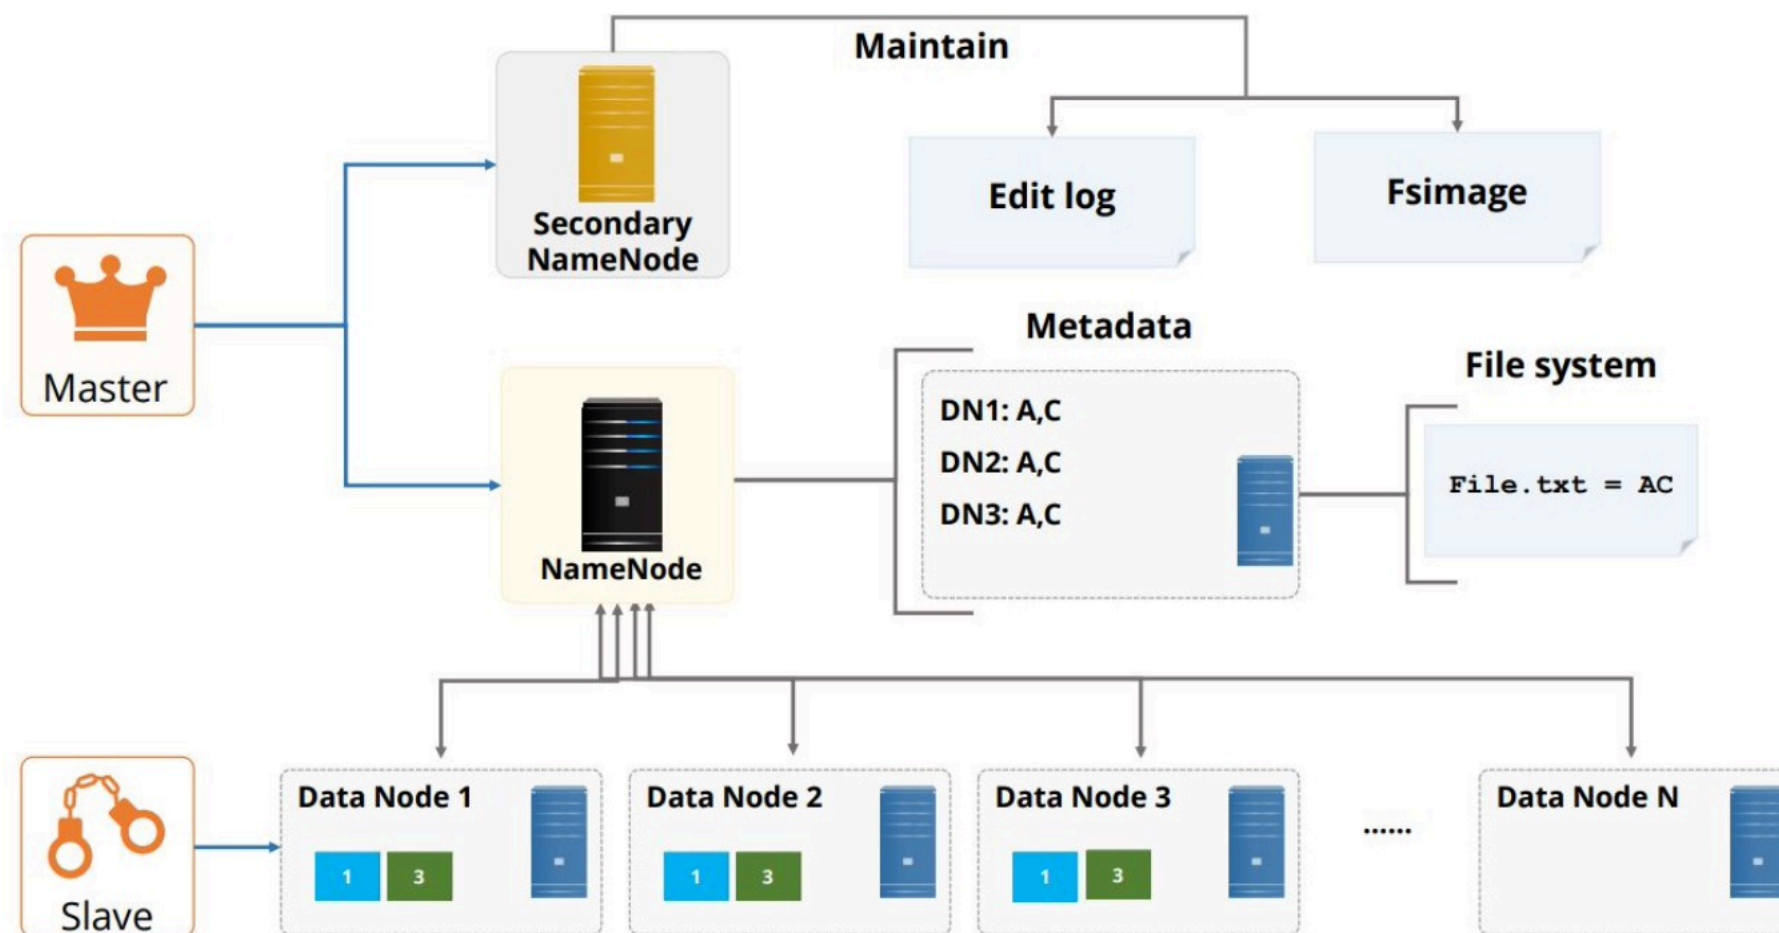 Maintain
Edit log
Fsimage
Secondary
NameNode
Master
Metadata
DN1: A,C
DN2: A,C
DN3: A,C
File system
File.txt = AC
NameNode
Slave
Data Node 1
1 3
Data Node 2
1 3
Data Node 3
1 3
......
Data Node N